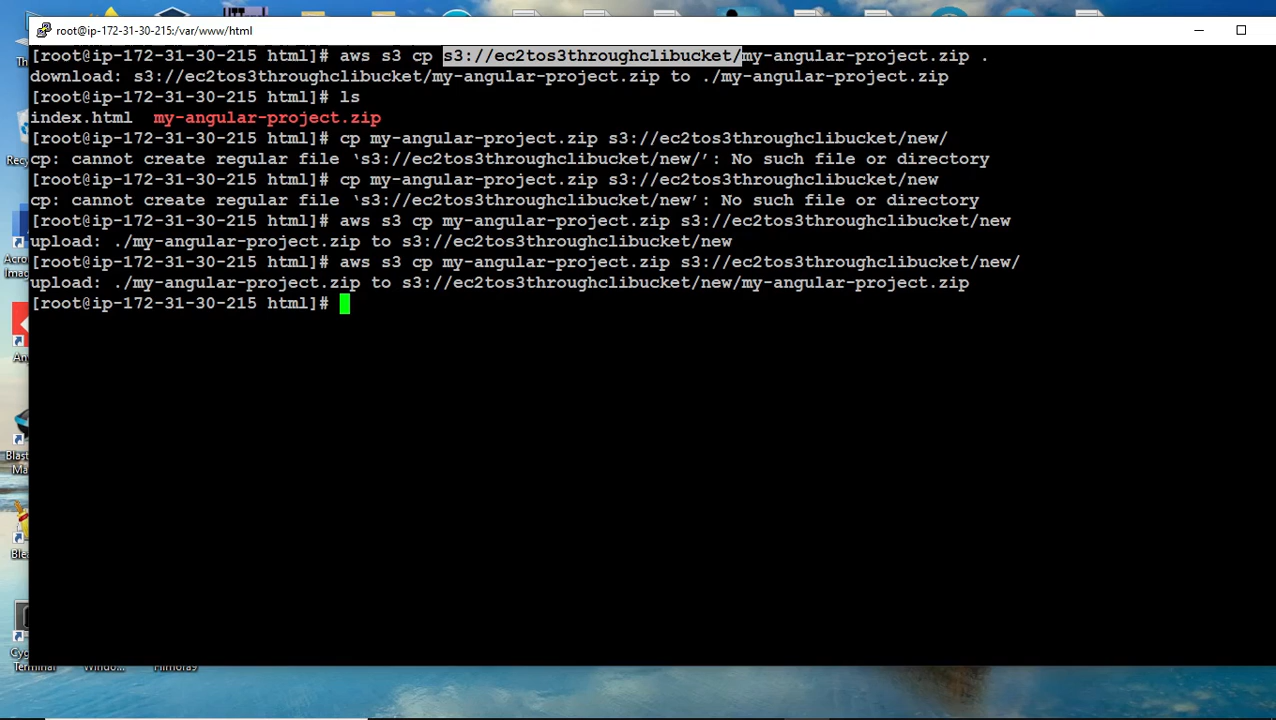 root@ip-172-31-30-215:/var/www/html
[root@ip-172-31-30-215 html]# aws s3 cp s3://ec2tos3throughclibucket/my-angular-project.zip .
download: s3://ec2tos3throughclibucket/my-angular-project.zip to ./my-angular-project.zip
[root@ip-172-31-30-215 html]# ls
index.html  my-angular-project.zip
[root@ip-172-31-30-215 html]# cp my-angular-project.zip s3://ec2tos3throughclibucket/new/
cp: cannot create regular file ‘s3://ec2tos3throughclibucket/new/’: No such file or directory
[root@ip-172-31-30-215 html]# cp my-angular-project.zip s3://ec2tos3throughclibucket/new
cp: cannot create regular file ‘s3://ec2tos3throughclibucket/new’: No such file or directory
[root@ip-172-31-30-215 html]# aws s3 cp my-angular-project.zip s3://ec2tos3throughclibucket/new
upload: ./my-angular-project.zip to s3://ec2tos3throughclibucket/new
[root@ip-172-31-30-215 html]# aws s3 cp my-angular-project.zip s3://ec2tos3throughclibucket/new/
upload: ./my-angular-project.zip to s3://ec2tos3throughclibucket/new/my-angular-project.zip
[root@ip-172-31-30-215 html]#